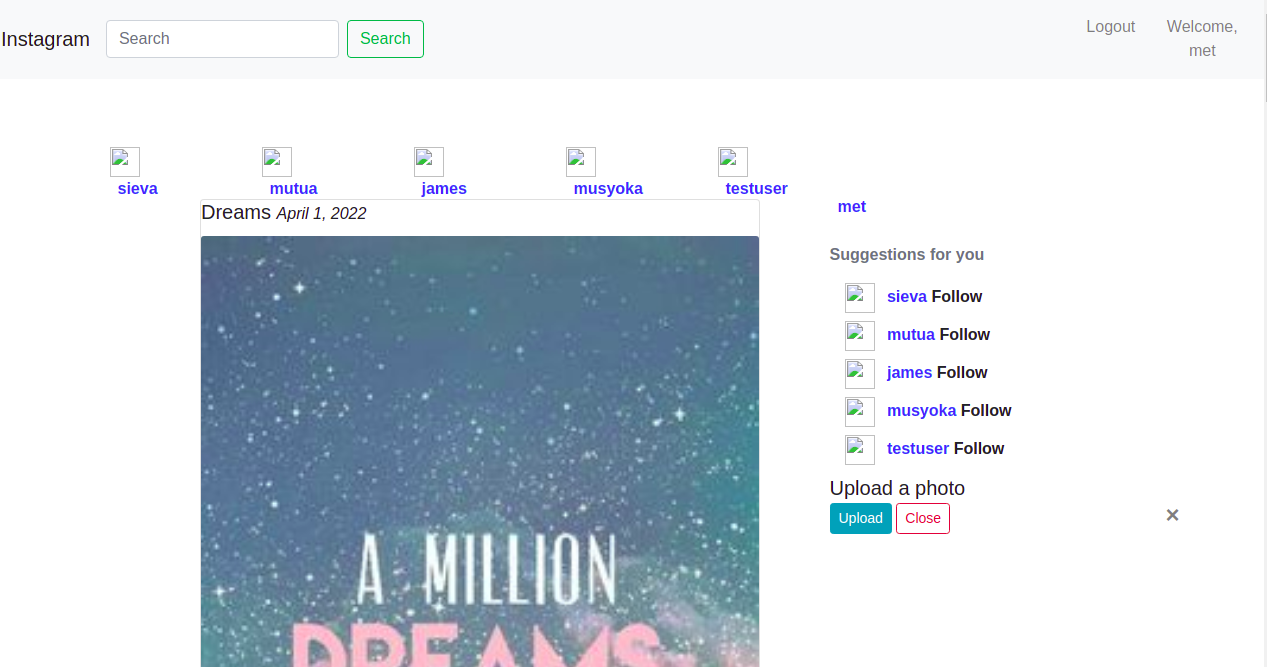 Instagram Search Search Logout Welcome, met
sieva mutua james musyoka testuser
met
Dreams April 1, 2022
A MILLION
DREAMS
Suggestions for you
sieva Follow
mutua Follow
james Follow
musyoka Follow
testuser Follow
Upload a photo
Upload Close ×